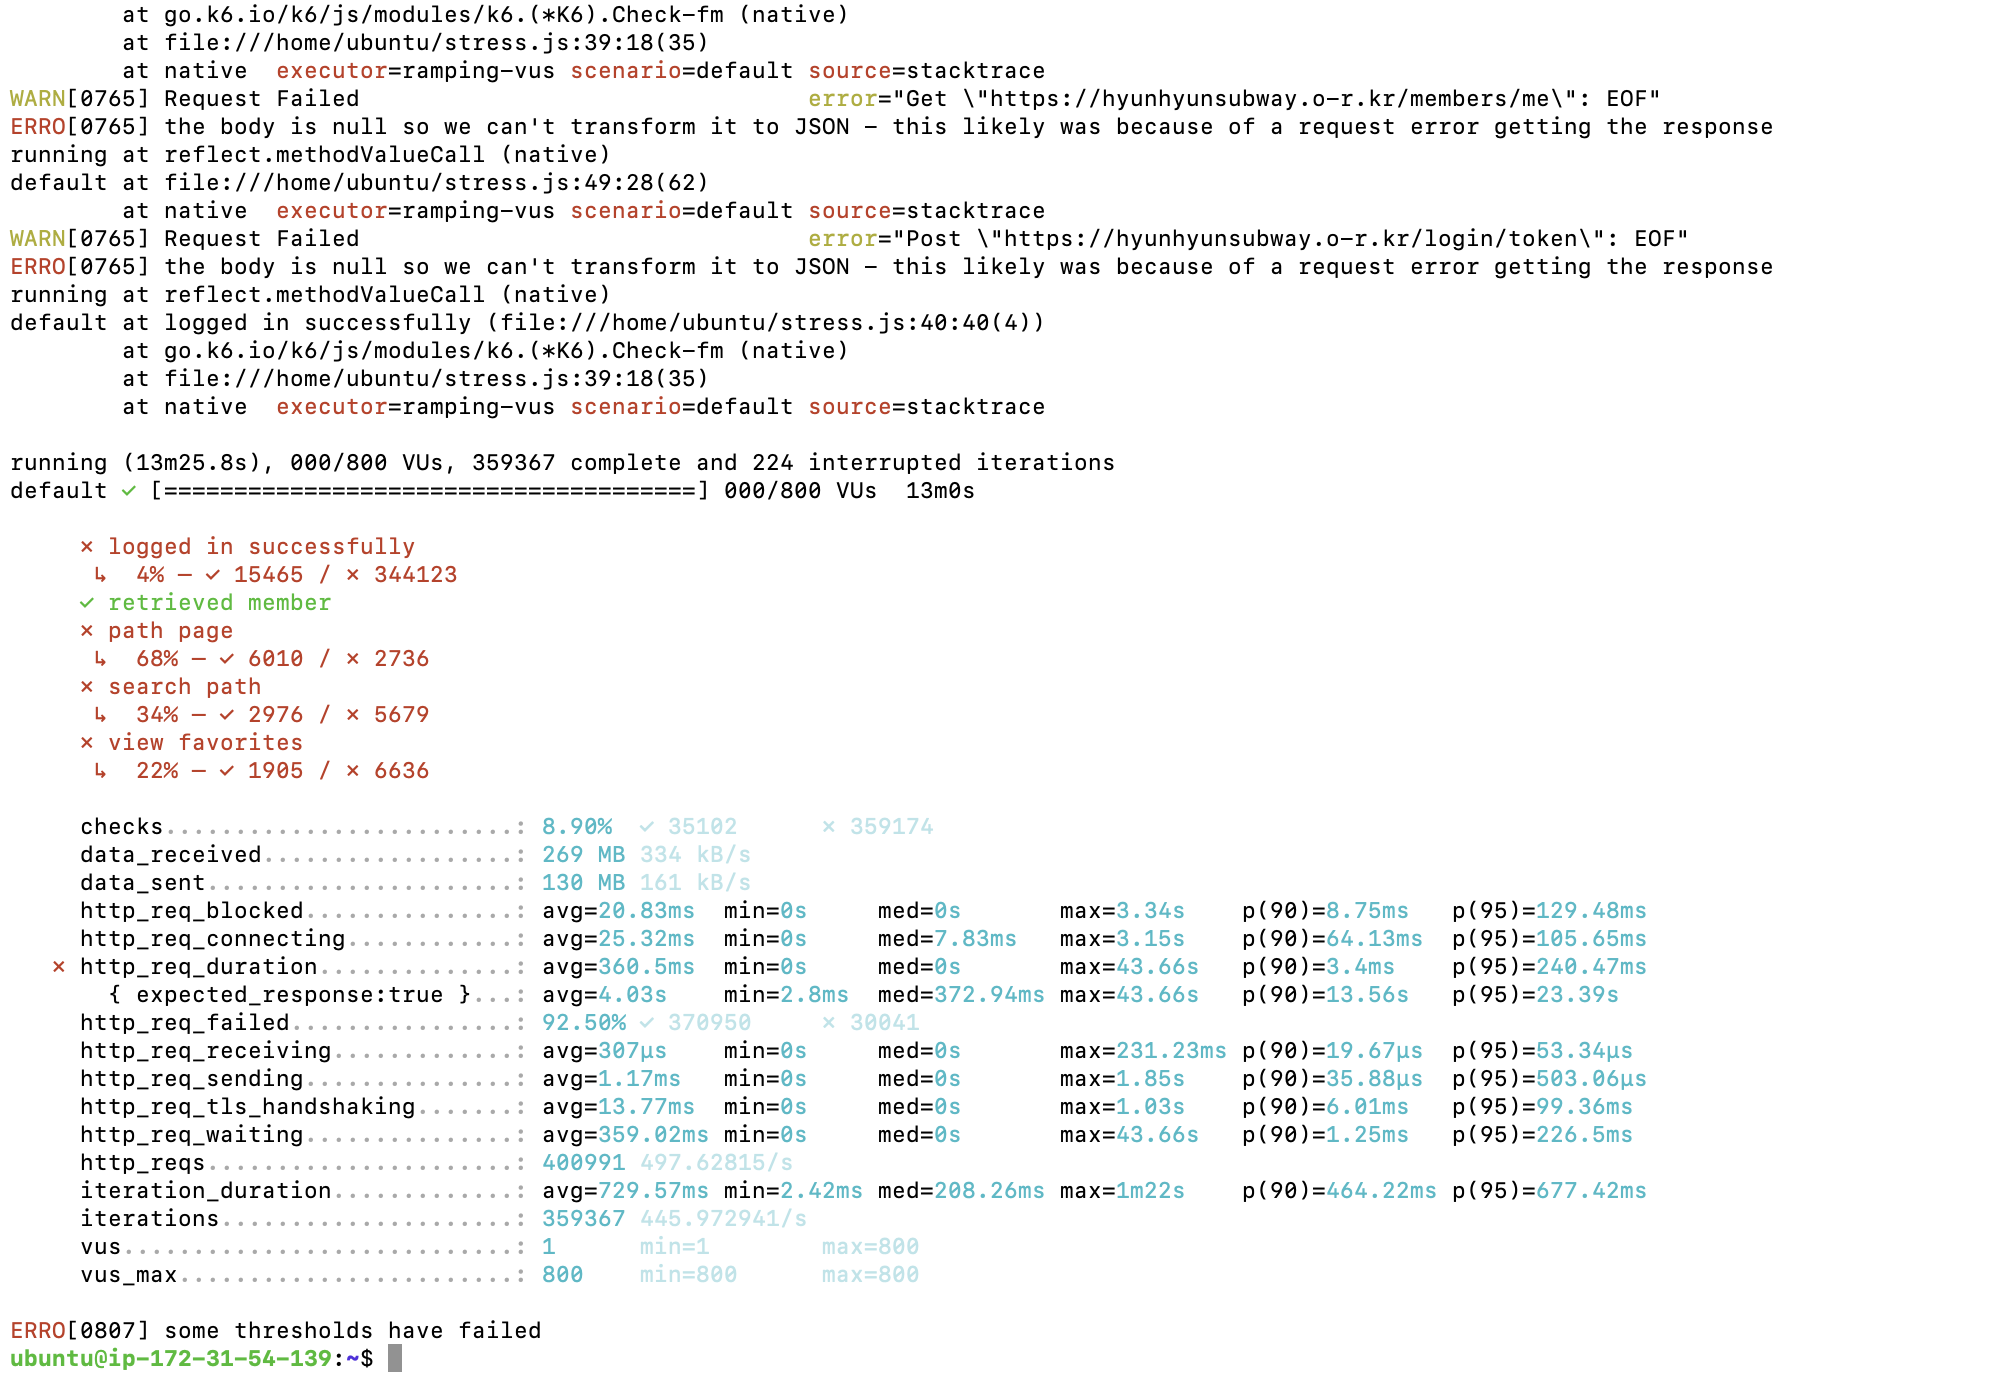 at go.k6.io/k6/js/modules/k6.(*K6).Check-fm (native)
        at file:///home/ubuntu/stress.js:39:18(35)
        at native  executor=ramping-vus scenario=default source=stacktrace
WARN[0765] Request Failed                                error="Get \"https://hyunhyunsubway.o-r.kr/members/me\": EOF"
ERRO[0765] the body is null so we can't transform it to JSON - this likely was because of a request error getting the response
running at reflect.methodValueCall (native)
default at file:///home/ubuntu/stress.js:49:28(62)
        at native  executor=ramping-vus scenario=default source=stacktrace
WARN[0765] Request Failed                                error="Post \"https://hyunhyunsubway.o-r.kr/login/token\": EOF"
ERRO[0765] the body is null so we can't transform it to JSON - this likely was because of a request error getting the response
running at reflect.methodValueCall (native)
default at logged in successfully (file:///home/ubuntu/stress.js:40:40(4))
        at go.k6.io/k6/js/modules/k6.(*K6).Check-fm (native)
        at file:///home/ubuntu/stress.js:39:18(35)
        at native  executor=ramping-vus scenario=default source=stacktrace

running (13m25.8s), 000/800 VUs, 359367 complete and 224 interrupted iterations
default ✓ [======================================] 000/800 VUs  13m0s

     ✗ logged in successfully
      ↳  4% — ✓ 15465 / ✗ 344123
     ✓ retrieved member
     ✗ path page
      ↳  68% — ✓ 6010 / ✗ 2736
     ✗ search path
      ↳  34% — ✓ 2976 / ✗ 5679
     ✗ view favorites
      ↳  22% — ✓ 1905 / ✗ 6636

     checks.........................: 8.90%  ✓ 35102      ✗ 359174
     data_received..................: 269 MB 334 kB/s
     data_sent......................: 130 MB 161 kB/s
     http_req_blocked...............: avg=20.83ms  min=0s     med=0s       max=3.34s    p(90)=8.75ms   p(95)=129.48ms
     http_req_connecting............: avg=25.32ms  min=0s     med=7.83ms   max=3.15s    p(90)=64.13ms  p(95)=105.65ms
   ✗ http_req_duration..............: avg=360.5ms  min=0s     med=0s       max=43.66s   p(90)=3.4ms    p(95)=240.47ms
       { expected_response:true }...: avg=4.03s    min=2.8ms  med=372.94ms max=43.66s   p(90)=13.56s   p(95)=23.39s
     http_req_failed................: 92.50% ✓ 370950     ✗ 30041
     http_req_receiving.............: avg=307µs    min=0s     med=0s       max=231.23ms p(90)=19.67µs  p(95)=53.34µs
     http_req_sending...............: avg=1.17ms   min=0s     med=0s       max=1.85s    p(90)=35.88µs  p(95)=503.06µs
     http_req_tls_handshaking.......: avg=13.77ms  min=0s     med=0s       max=1.03s    p(90)=6.01ms   p(95)=99.36ms
     http_req_waiting...............: avg=359.02ms min=0s     med=0s       max=43.66s   p(90)=1.25ms   p(95)=226.5ms
     http_reqs......................: 400991 497.62815/s
     iteration_duration.............: avg=729.57ms min=2.42ms med=208.26ms max=1m22s    p(90)=464.22ms p(95)=677.42ms
     iterations.....................: 359367 445.972941/s
     vus............................: 1      min=1        max=800
     vus_max........................: 800    min=800      max=800

ERRO[0807] some thresholds have failed
ubuntu@ip-172-31-54-139:~$